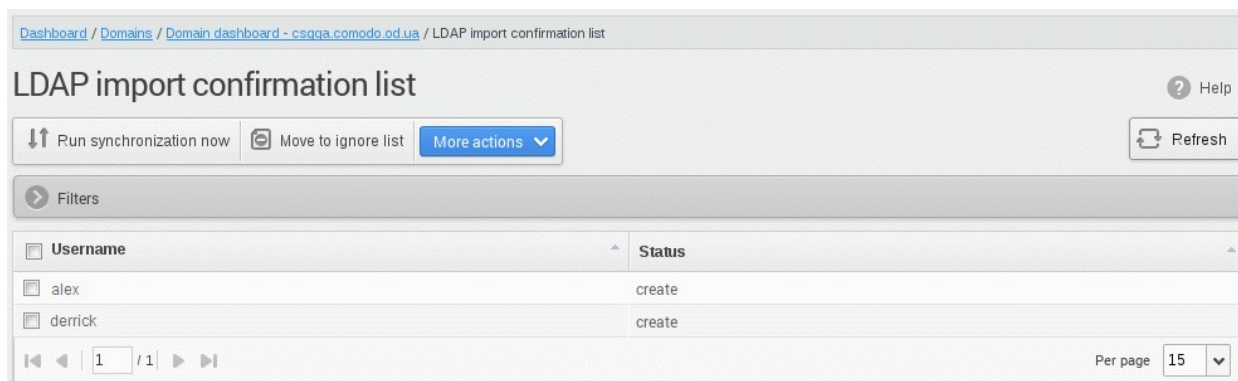 Dashboard / Domains / Domain dashboard - csgqa.comodo.od.ua / LDAP import confirmation list
LDAP import confirmation list
Help
Run synchronization now Move to ignore list More actions
Refresh
Filters
Username Status
alex create
derrick create
1 / 1
Per page 15